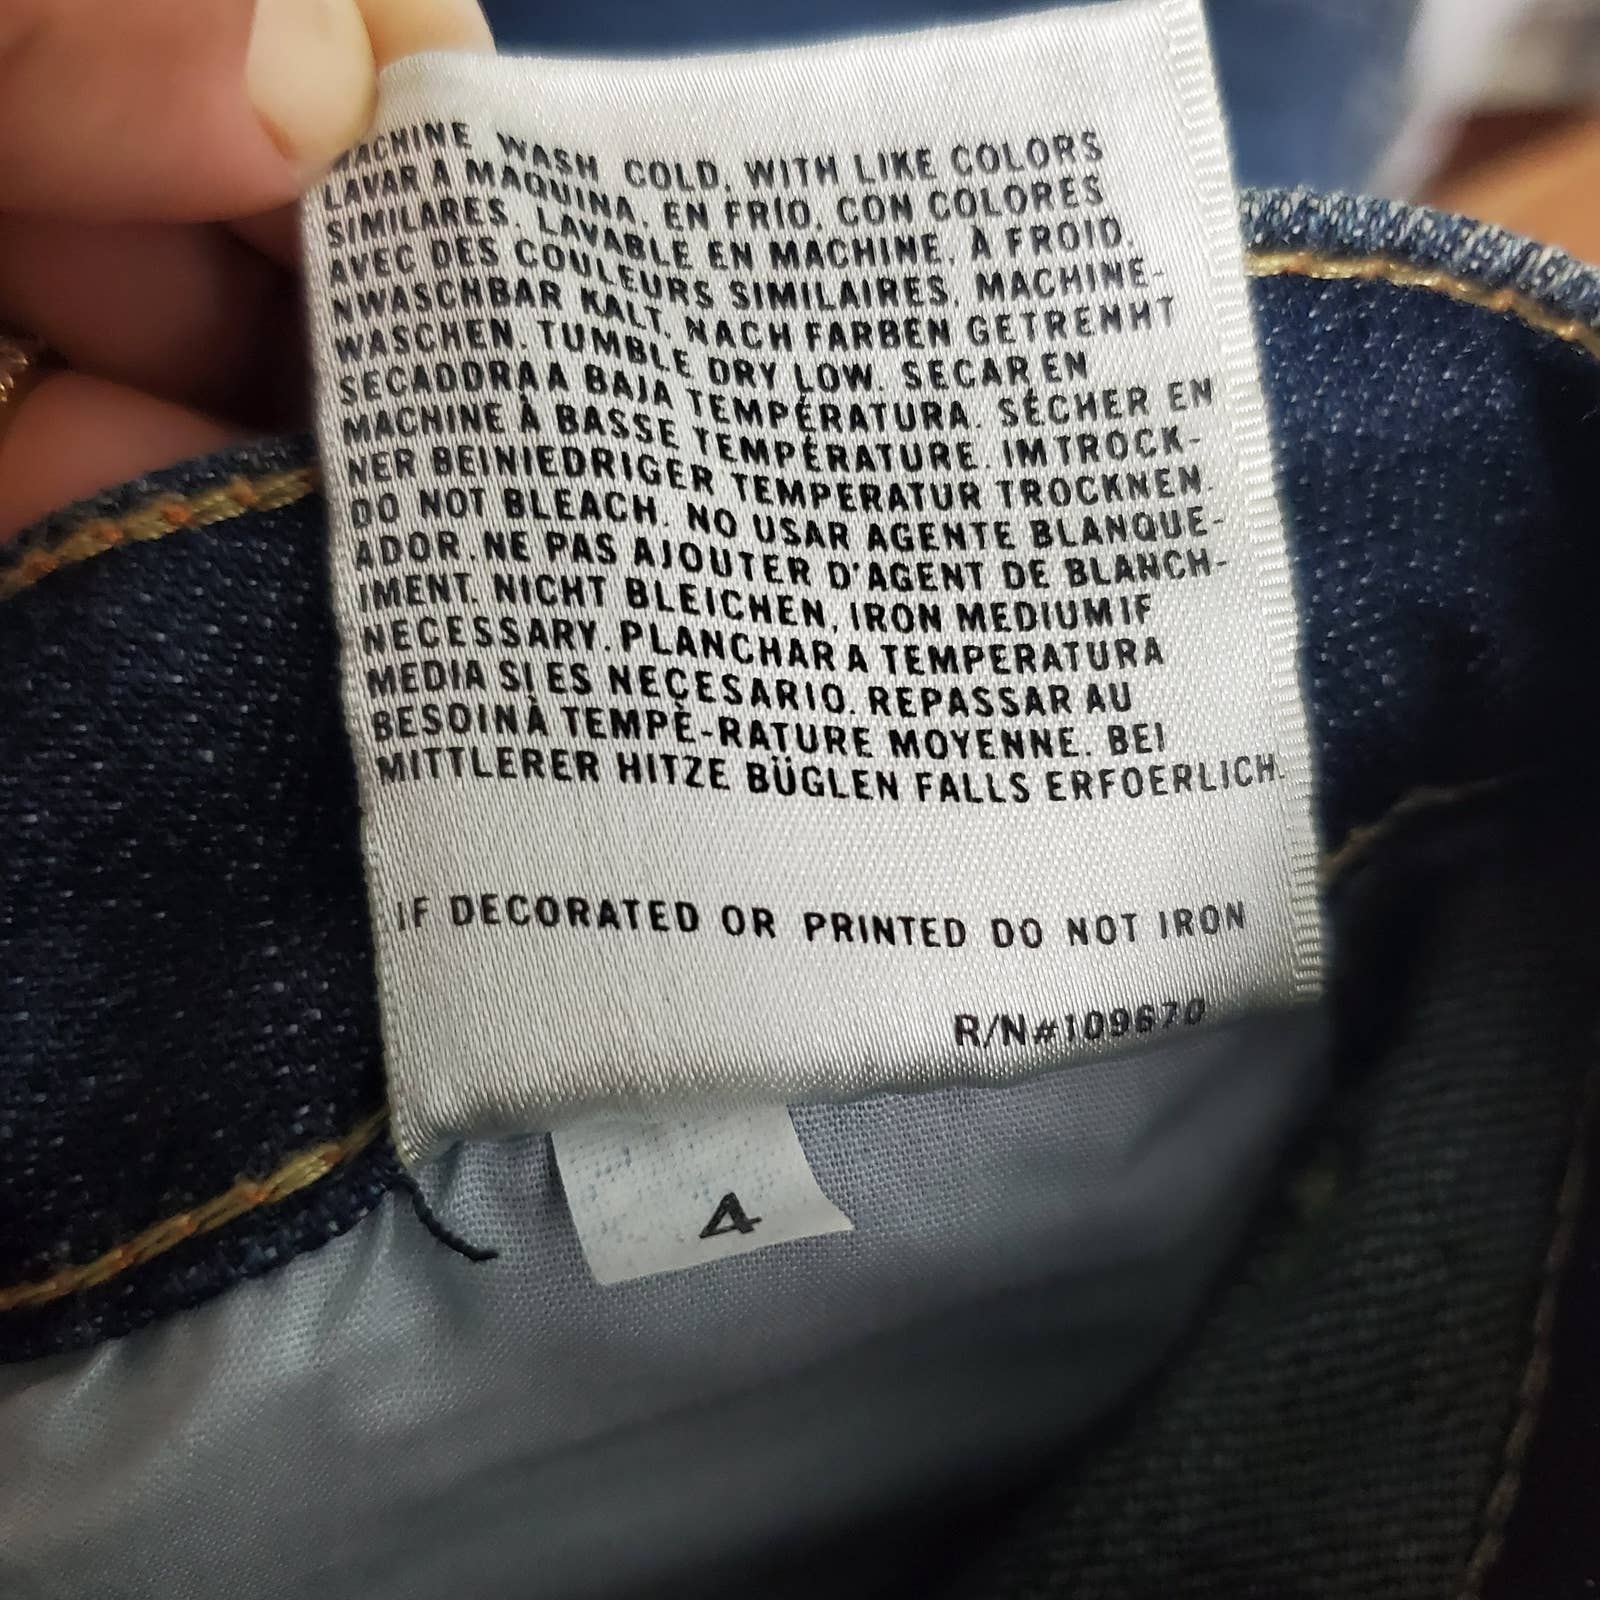 MACHINE WASH COLD, WITH LIKE COLORS
LAVAR A MAQUINA, EN FRÍO, CON COLORES
SIMILARES. LAVABLE EN MACHINE, À FROID,
AVEC DES COULEURS SIMILAIRES, MACHINE-
NWASCHBAR KALT, NACH FARBEN GETRENHT
WASCHEN. TUMBLE DRY LOW. SECAR EN
SECADDRA A BAJA TEMPÉRATURA. SÉCHER EN
MACHINE À BASSE TEMPÉRATURE. IM TROCK-
NER BEINIEDRIGER TEMPERATUR TROCKNEN.
DO NOT BLEACH. NO USAR AGENTE BLANQUE-
ADOR. NE PAS AJOUTER D'AGENT DE BLANCH-
IMENT. NICHT BLEICHEN, IRON MEDIUM IF
NECESSARY. PLANCHAR A TEMPERATURA
MEDIA SI ES NEÇESARIO. REPASSAR AU
BESOIN À TEMPÈ-RATURE MOYENNE. BEI
MITTLERER HITZE BÜGLEN FALLS ERFOERLICH.
IF DECORATED OR PRINTED DO NOT IRON
R/N#109670
4